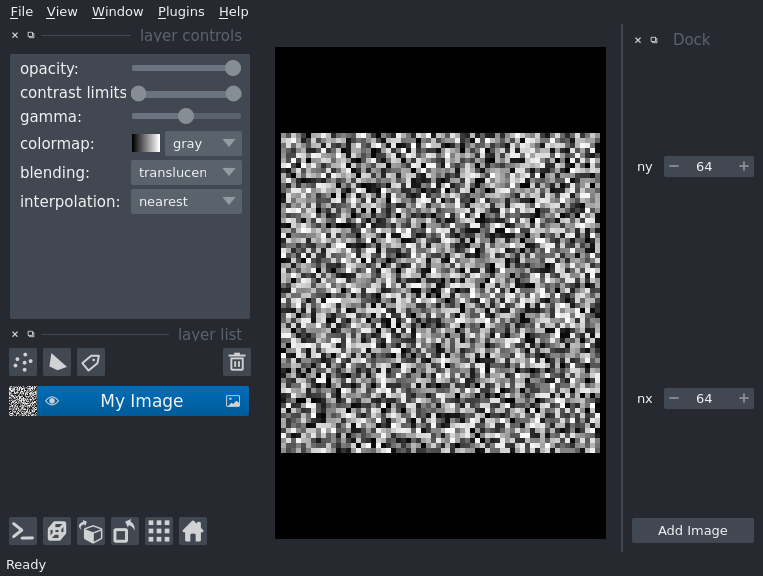 File View Window Plugins Help
layer controls
Dock
opacity:
contrast limits
gamma:
colormap: gray
blending: translucen
interpolation: nearest
ny 64
layer list
My Image
nx 64
Add Image
Ready